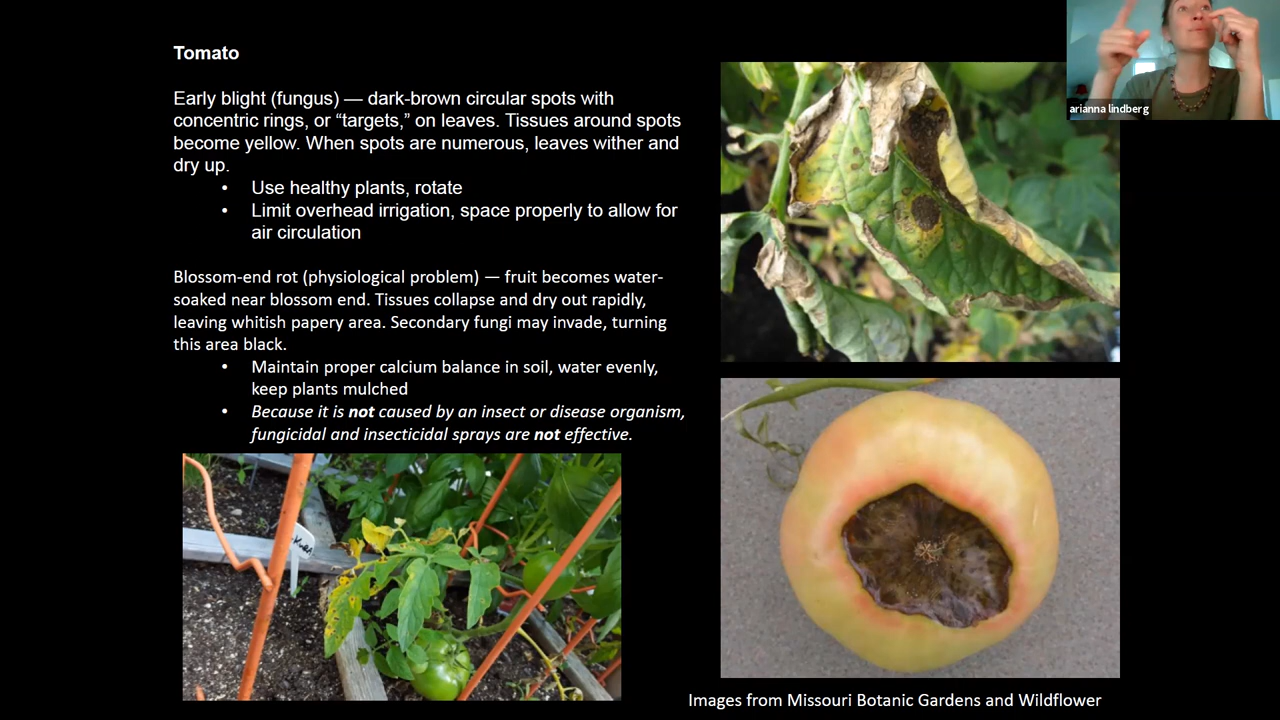 arianna lindberg
Tomato
Early blight (fungus) — dark-brown circular spots with
concentric rings, or “targets,” on leaves. Tissues around spots
become yellow. When spots are numerous, leaves wither and
dry up.
• Use healthy plants, rotate
• Limit overhead irrigation, space properly to allow for
air circulation
Blossom-end rot (physiological problem) — fruit becomes water-
soaked near blossom end. Tissues collapse and dry out rapidly,
leaving whitish papery area. Secondary fungi may invade, turning
this area black.
• Maintain proper calcium balance in soil, water evenly,
keep plants mulched
• Because it is not caused by an insect or disease organism,
fungicidal and insecticidal sprays are not effective.
Images from Missouri Botanic Gardens and Wildflower